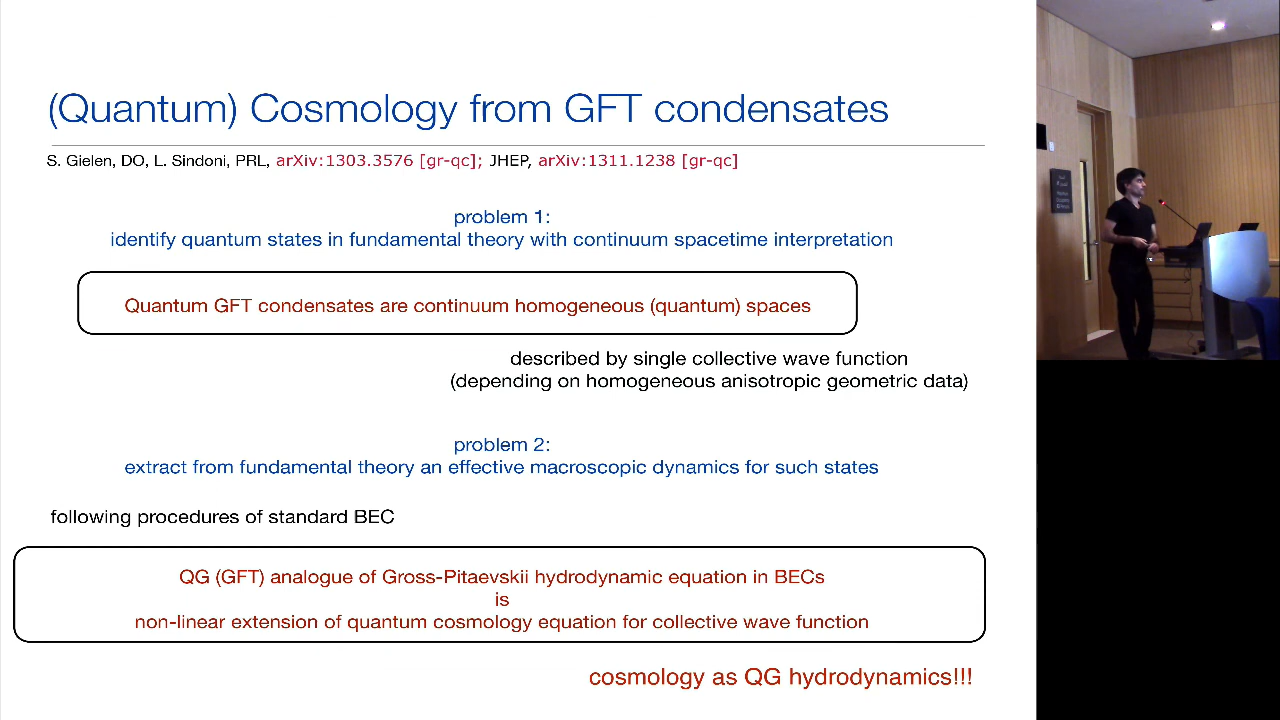 (Quantum) Cosmology from GFT condensates
S. Gielen, DO, L. Sindoni, PRL, arXiv:1303.3576 [gr-qc]; JHEP, arXiv:1311.1238 [gr-qc]
problem 1:
identify quantum states in fundamental theory with continuum spacetime interpretation
Quantum GFT condensates are continuum homogeneous (quantum) spaces
described by single collective wave function
(depending on homogeneous anisotropic geometric data)
problem 2:
extract from fundamental theory an effective macroscopic dynamics for such states
following procedures of standard BEC
QG (GFT) analogue of Gross-Pitaevskii hydrodynamic equation in BECs
is
non-linear extension of quantum cosmology equation for collective wave function
cosmology as QG hydrodynamics!!!